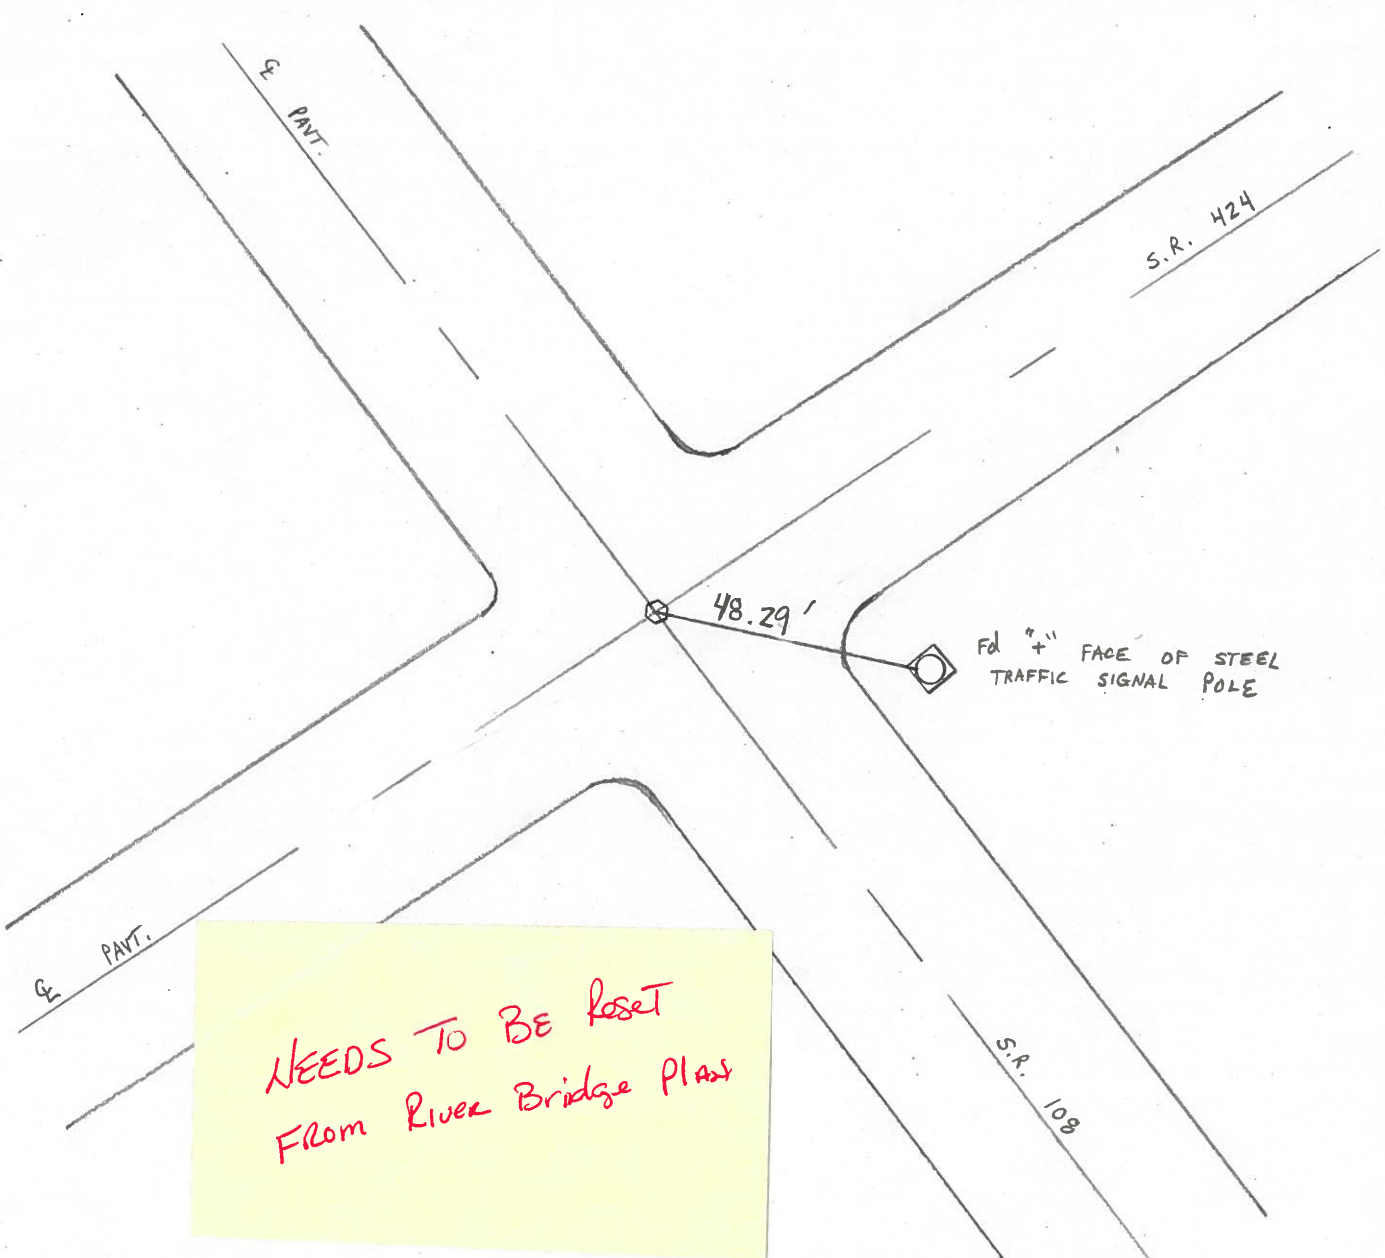 ℄ PAVT.
S.R. 424
48.29'
Fd "+" FACE OF STEEL
TRAFFIC SIGNAL POLE
℄ PAVT.
NEEDS TO BE Reset
FROM RIVER Bridge Plans
S.R. 108